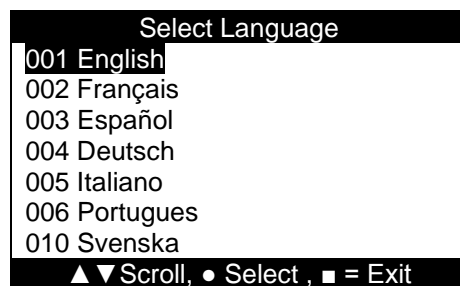 Select Language
001 English
002 Français
003 Español
004 Deutsch
005 Italiano
006 Portugues
010 Svenska
▲▼Scroll, ● Select , ■ = Exit